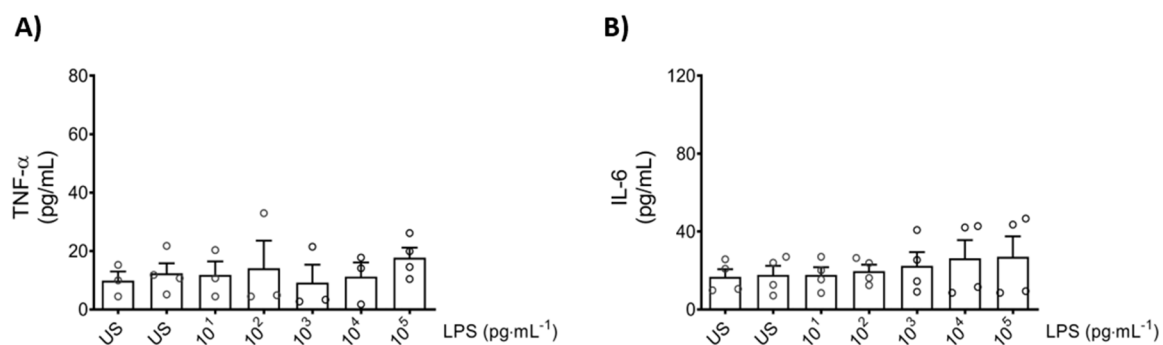 A)
TNF-α
(pg/mL)
80
60
40
20
0
US
US
10¹
10²
10³
10⁴
10⁵
LPS (pg·mL⁻¹)
B)
IL-6
(pg/mL)
120
80
40
0
US
US
10¹
10²
10³
10⁴
10⁵
LPS (pg·mL⁻¹)